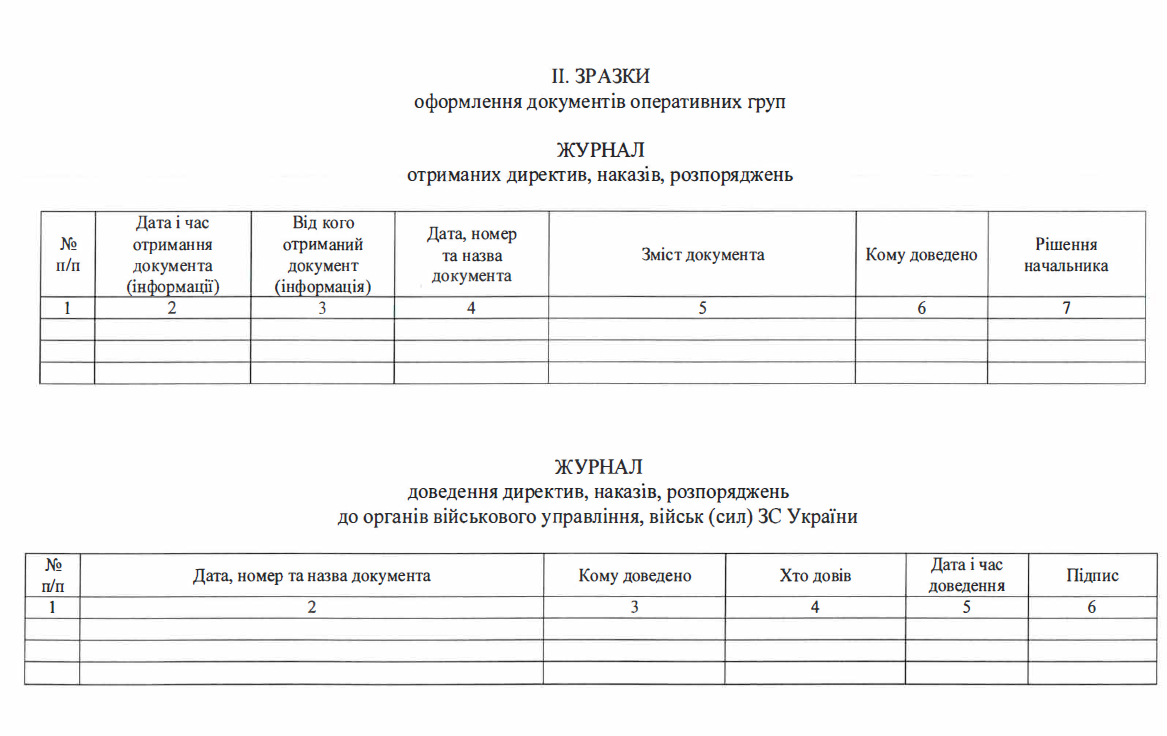 II. ЗРАЗКИ
оформлення документів оперативних груп
ЖУРНАЛ
отриманих директив, наказів, розпоряджень
№
п/п
Дата і час
отримання
документа
(інформації)
Від кого
отриманий
документ
(інформація)
Дата, номер
та назва
документа
Зміст документа
Кому доведено
Рішення
начальника
1 2 3 4 5 6 7
ЖУРНАЛ
доведення директив, наказів, розпоряджень
до органів військового управління, військ (сил) ЗС України
№
п/п
Дата, номер та назва документа
Кому доведено
Хто довів
Дата і час
доведення
Підпис
1 2 3 4 5 6